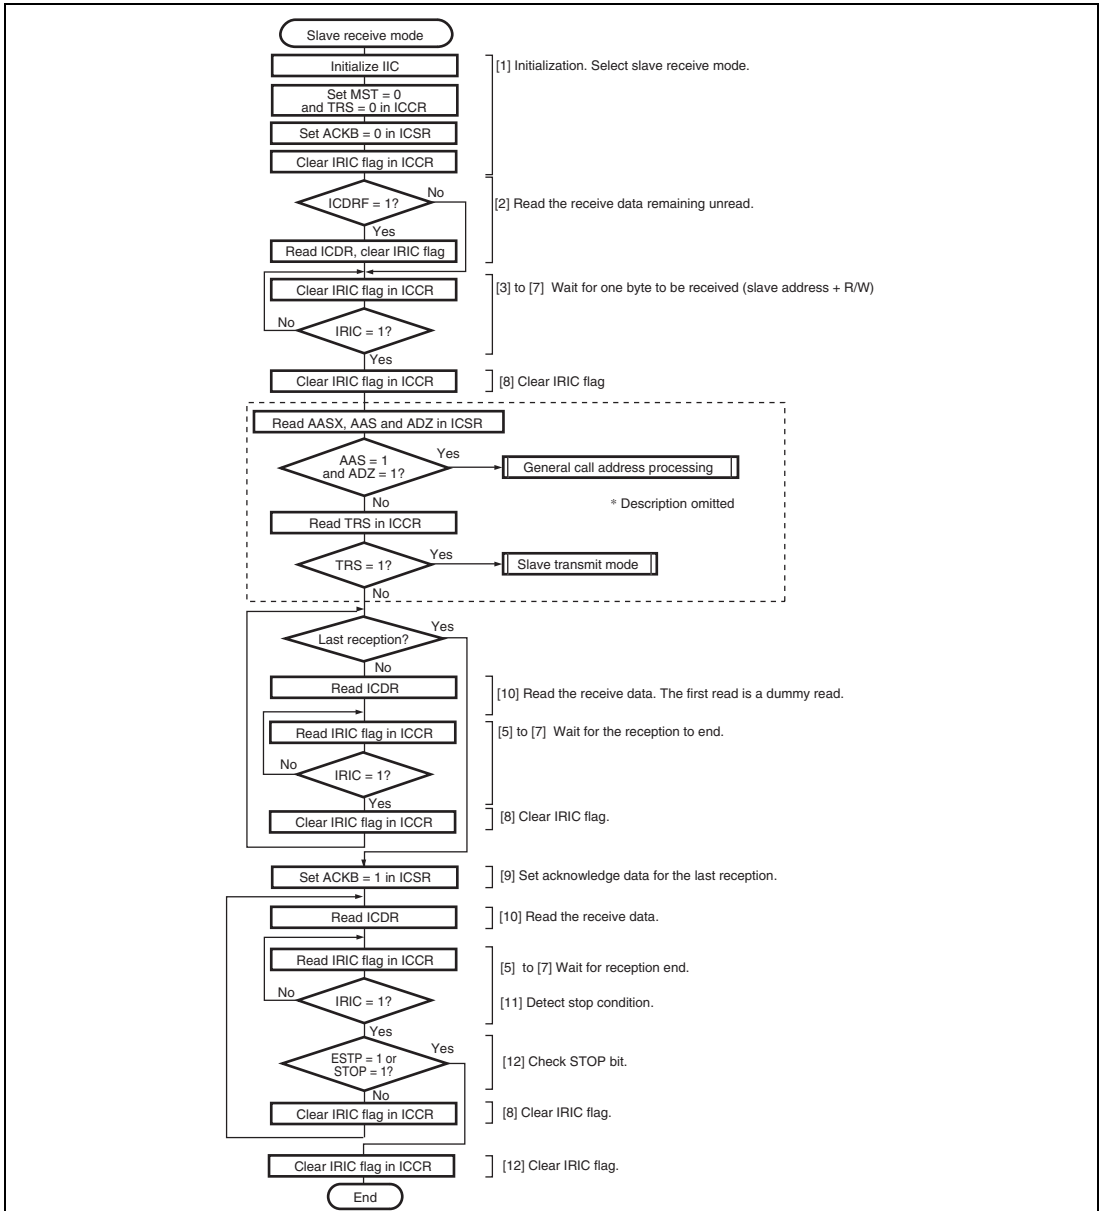 Slave receive mode
Initialize IIC
[1] Initialization. Select slave receive mode.
Set MST = 0
and TRS = 0 in ICCR
Set ACKB = 0 in ICSR
Clear IRIC flag in ICCR
ICDRF = 1?
No
[2] Read the receive data remaining unread.
Yes
Read ICDR, clear IRIC flag
Clear IRIC flag in ICCR
[3] to [7] Wait for one byte to be received (slave address + R/W)
No
IRIC = 1?
Yes
Clear IRIC flag in ICCR
[8] Clear IRIC flag
Read AASX, AAS and ADZ in ICSR
AAS = 1
and ADZ = 1?
Yes
General call address processing
No
* Description omitted
Read TRS in ICCR
TRS = 1?
Yes
Slave transmit mode
No
Last reception?
Yes
No
Read ICDR
[10] Read the receive data. The first read is a dummy read.
Read IRIC flag in ICCR
[5] to [7] Wait for the reception to end.
No
IRIC = 1?
Yes
Clear IRIC flag in ICCR
[8] Clear IRIC flag.
Set ACKB = 1 in ICSR
[9] Set acknowledge data for the last reception.
Read ICDR
[10] Read the receive data.
Read IRIC flag in ICCR
[5] to [7] Wait for reception end.
No
IRIC = 1?
[11] Detect stop condition.
Yes
ESTP = 1 or
STOP = 1?
Yes
[12] Check STOP bit.
No
Clear IRIC flag in ICCR
[8] Clear IRIC flag.
Clear IRIC flag in ICCR
[12] Clear IRIC flag.
End